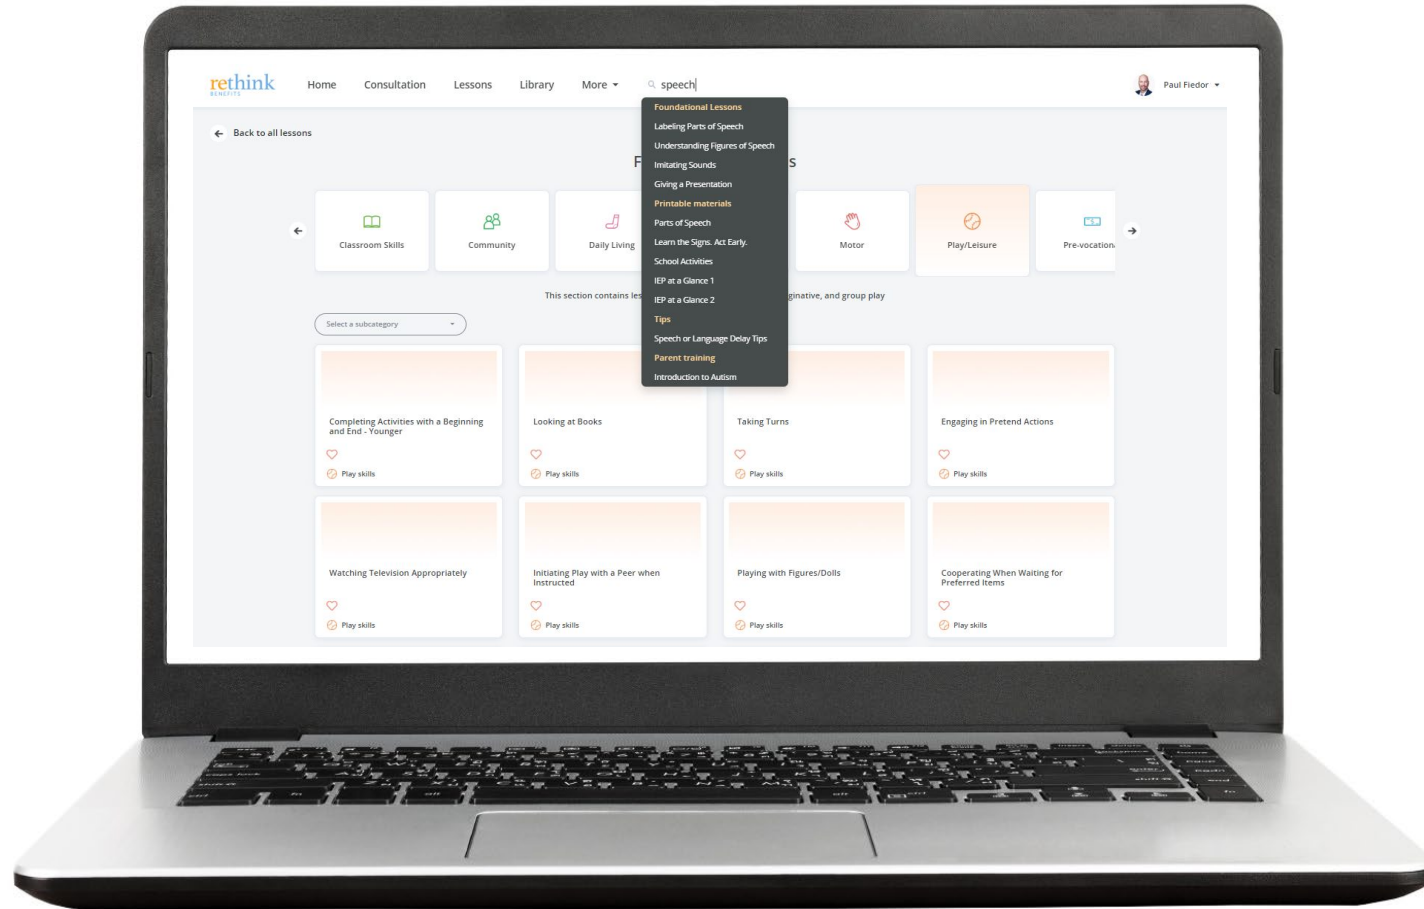 rethink
BENEFITS
Home Consultation Lessons Library More speech
Paul Fiedor
Back to all lessons
Foundational Lessons
Labeling Parts of Speech
Understanding Figures of Speech
Imitating Sounds
Giving a Presentation
Printable materials
Parts of Speech
Learn the Signs. Act Early.
School Activities
IEP at a Glance 1
IEP at a Glance 2
Tips
Speech or Language Delay Tips
Parent training
Introduction to Autism
F s
Classroom Skills Community Daily Living Motor Play/Leisure Pre-vocation
This section contains les ginative, and group play
Select a subcategory
Completing Activities with a Beginning
and End - Younger
Play skills
Looking at Books
Play skills
Taking Turns
Play skills
Engaging in Pretend Actions
Play skills
Watching Television Appropriately
Play skills
Initiating Play with a Peer when
Instructed
Play skills
Playing with Figures/Dolls
Play skills
Cooperating When Waiting for
Preferred Items
Play skills